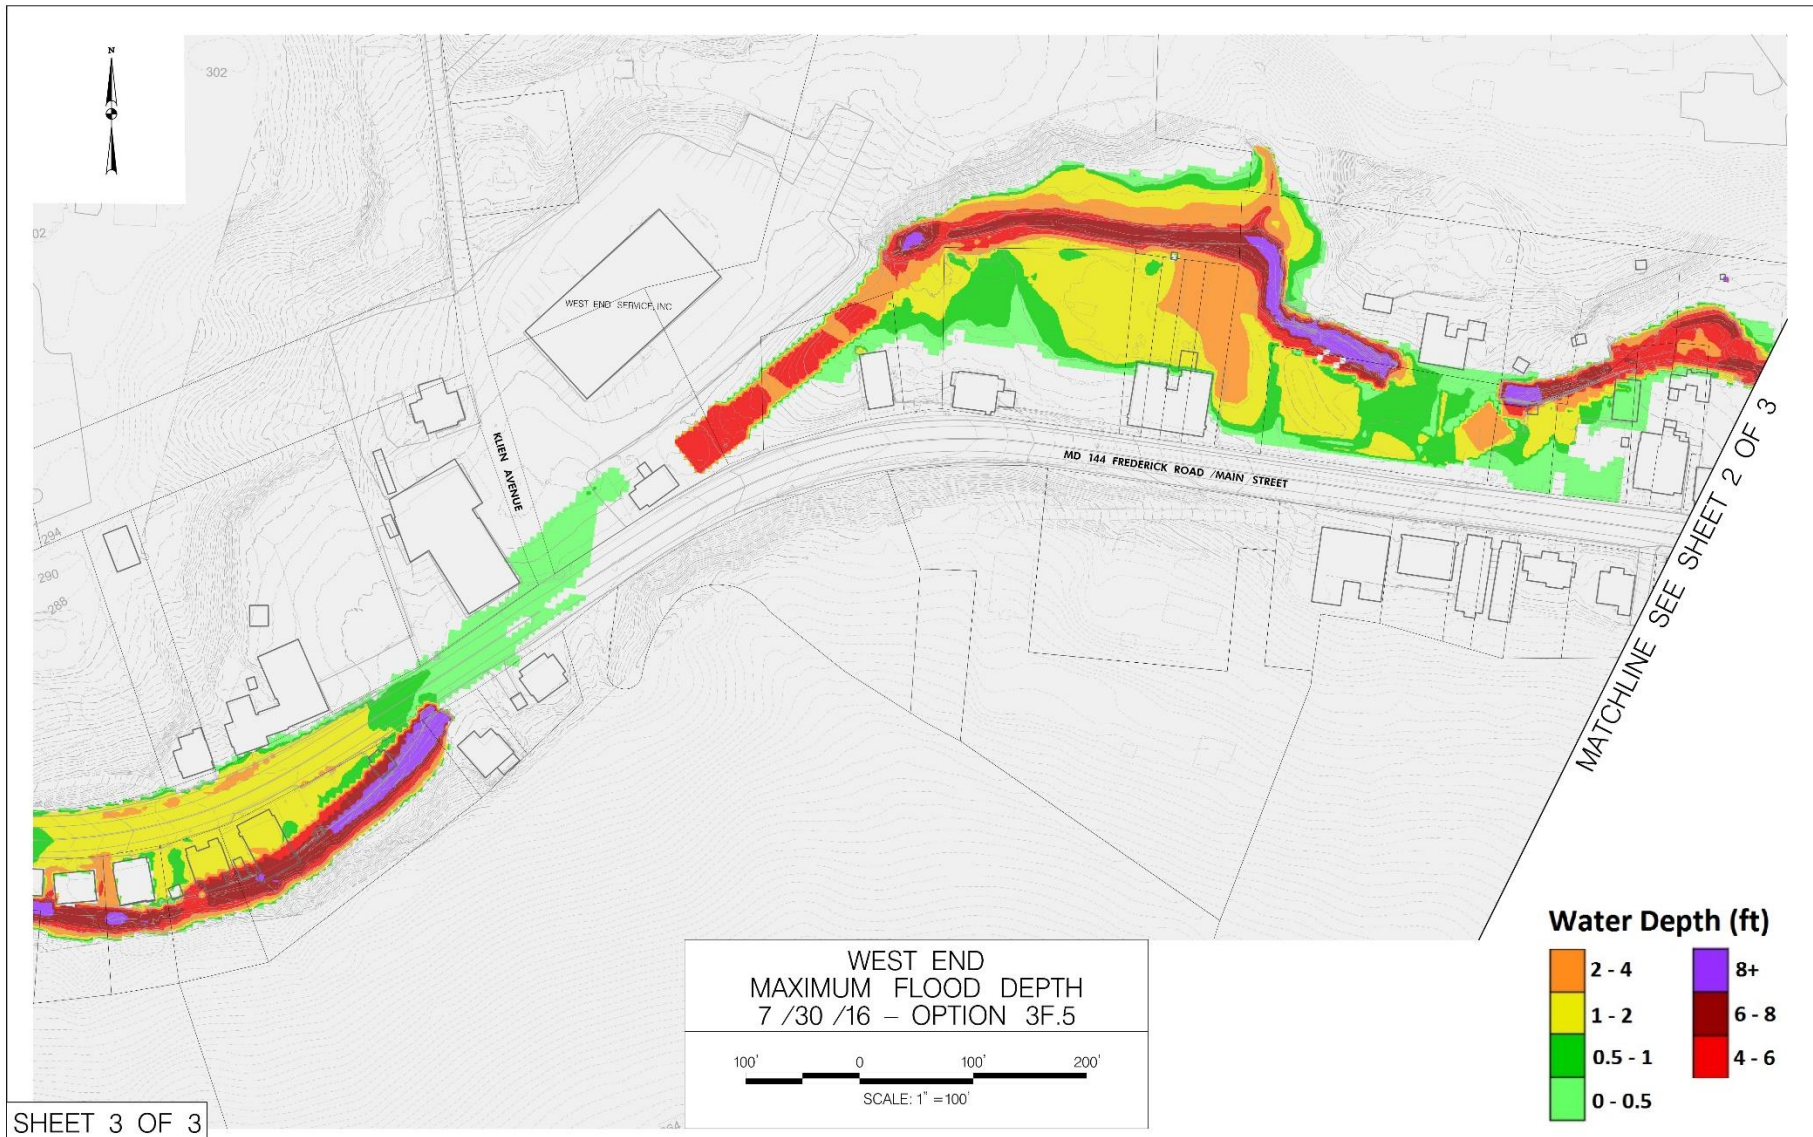 N
302
02
WEST END SERVICE, INC
KLIEN AVENUE
MD 144 FREDERICK ROAD /MAIN STREET
294
290
288
MATCHLINE SEE SHEET 2 OF 3
Water Depth (ft)
2 - 4
8+
1 - 2
6 - 8
0.5 - 1
4 - 6
0 - 0.5
WEST END
MAXIMUM FLOOD DEPTH
7 /30 /16 – OPTION 3F.5
100' 0 100' 200'
SCALE: 1" =100'
SHEET 3 OF 3